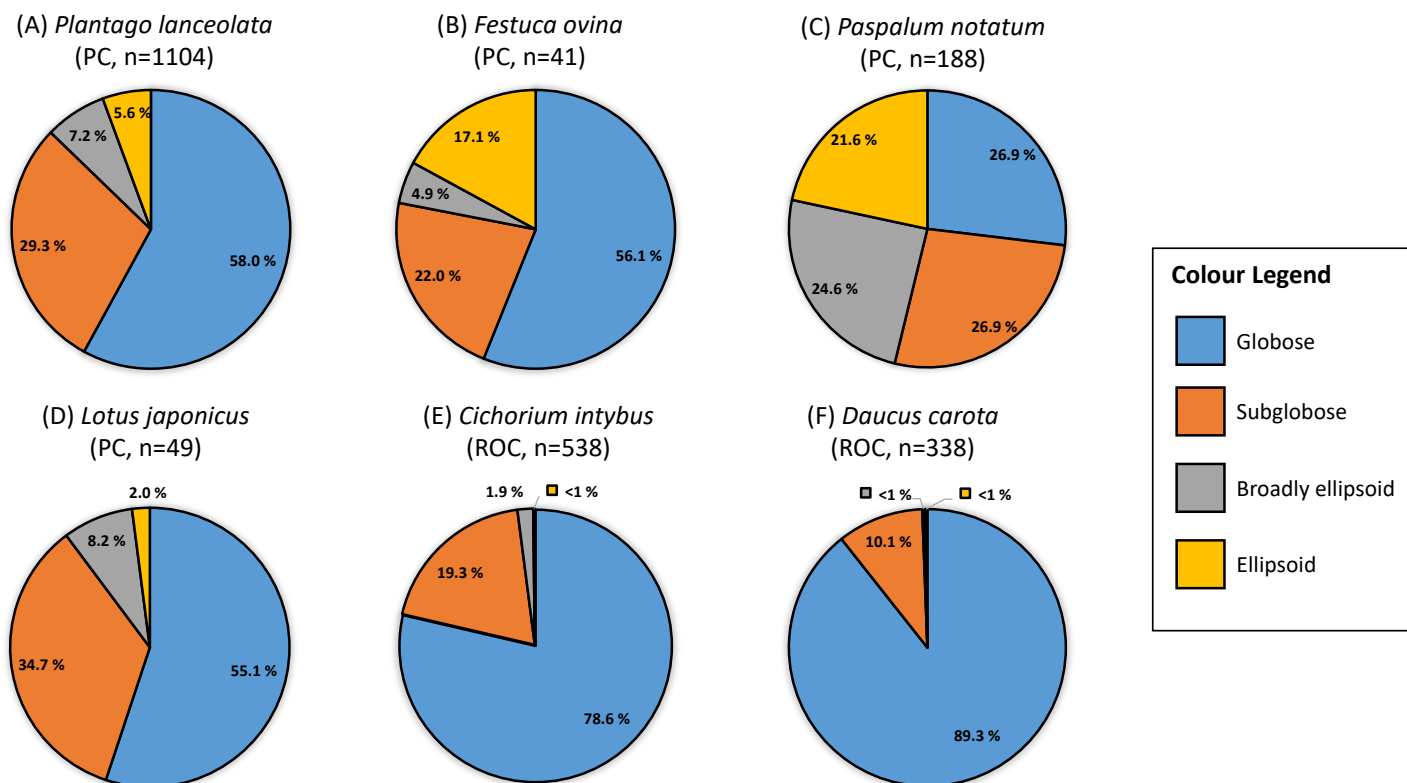 (A) Plantago lanceolata
(PC, n=1104)
5.6 %
7.2 %
29.3 %
58.0 %
(B) Festuca ovina
(PC, n=41)
17.1 %
4.9 %
22.0 %
56.1 %
(C) Paspalum notatum
(PC, n=188)
21.6 %
26.9 %
24.6 %
26.9 %
(D) Lotus japonicus
(PC, n=49)
2.0 %
8.2 %
34.7 %
55.1 %
(E) Cichorium intybus
(ROC, n=538)
1.9 %
<1 %
19.3 %
78.6 %
(F) Daucus carota
(ROC, n=338)
<1 %
<1 %
10.1 %
89.3 %
Colour Legend
Globose
Subglobose
Broadly ellipsoid
Ellipsoid